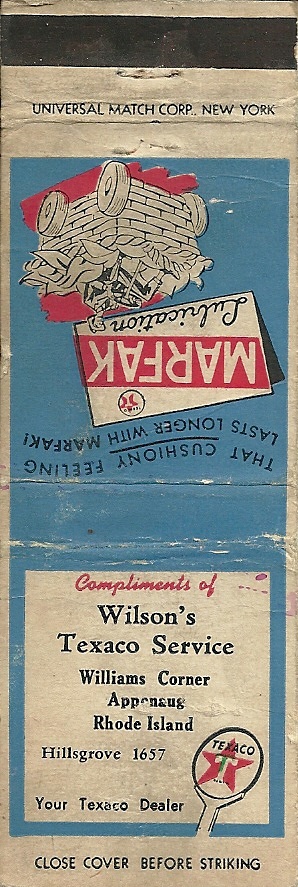 UNIVERSAL MATCH CORP., NEW YORK
THAT CUSHIONY FEELING
LASTS LONGER WITH MARFAK!
TEXACO
MARFAK
Lubrication
Compliments of
Wilson's
Texaco Service
Williams Corner
Apponaug
Rhode Island
Hillsgrove 1657
TEXACO
T
Your Texaco Dealer
CLOSE COVER BEFORE STRIKING